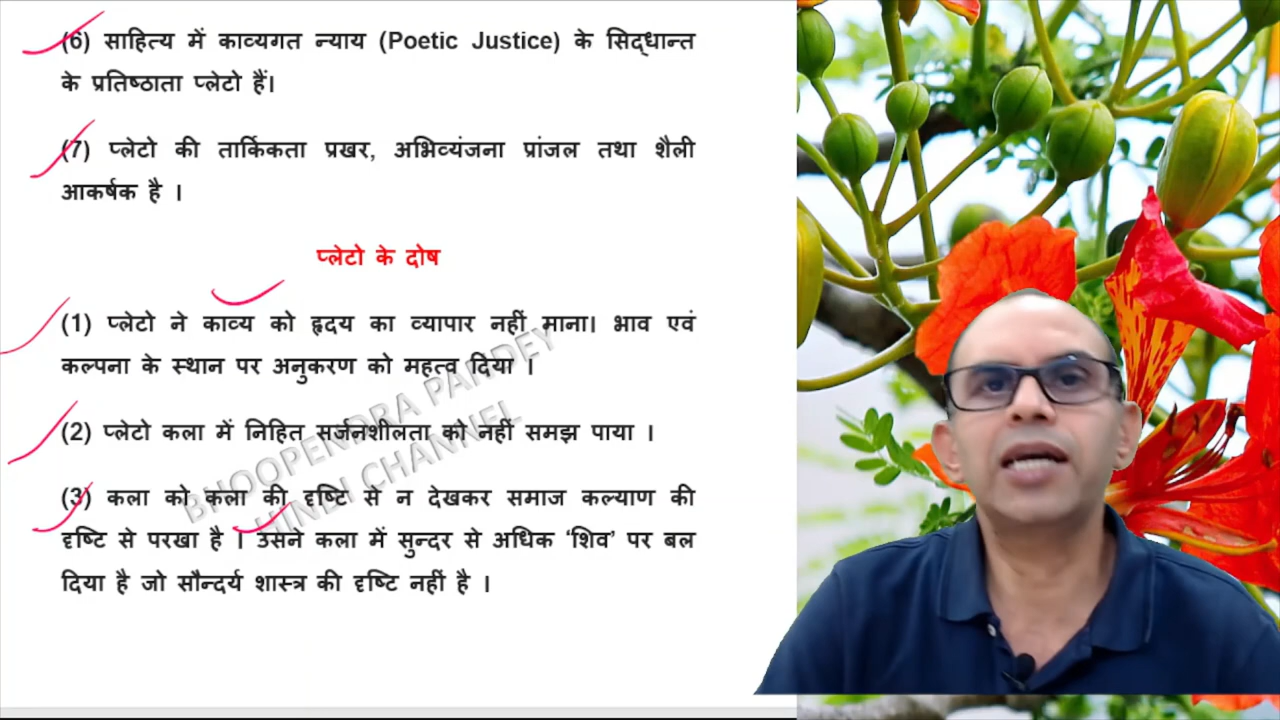 (6) साहित्य में काव्यगत न्याय (Poetic Justice) के सिद्धान्त
के प्रतिष्ठाता प्लेटो हैं।
(7) प्लेटो की तार्किकता प्रखर, अभिव्यंजना प्रांजल तथा शैली
आकर्षक है ।
प्लेटो के दोष
(1) प्लेटो ने काव्य को हृदय का व्यापार नहीं माना। भाव एवं
कल्पना के स्थान पर अनुकरण को महत्व दिया ।
(2) प्लेटो कला में निहित सर्जनशीलता को नहीं समझ पाया ।
(3) कला को कला की दृष्टि से न देखकर समाज कल्याण की
दृष्टि से परखा है । उसने कला में सुन्दर से अधिक ‘शिव’ पर बल
दिया है जो सौन्दर्य शास्त्र की दृष्टि नहीं है ।
BHOOPENDRA PANDEY
HINDI CHANNEL